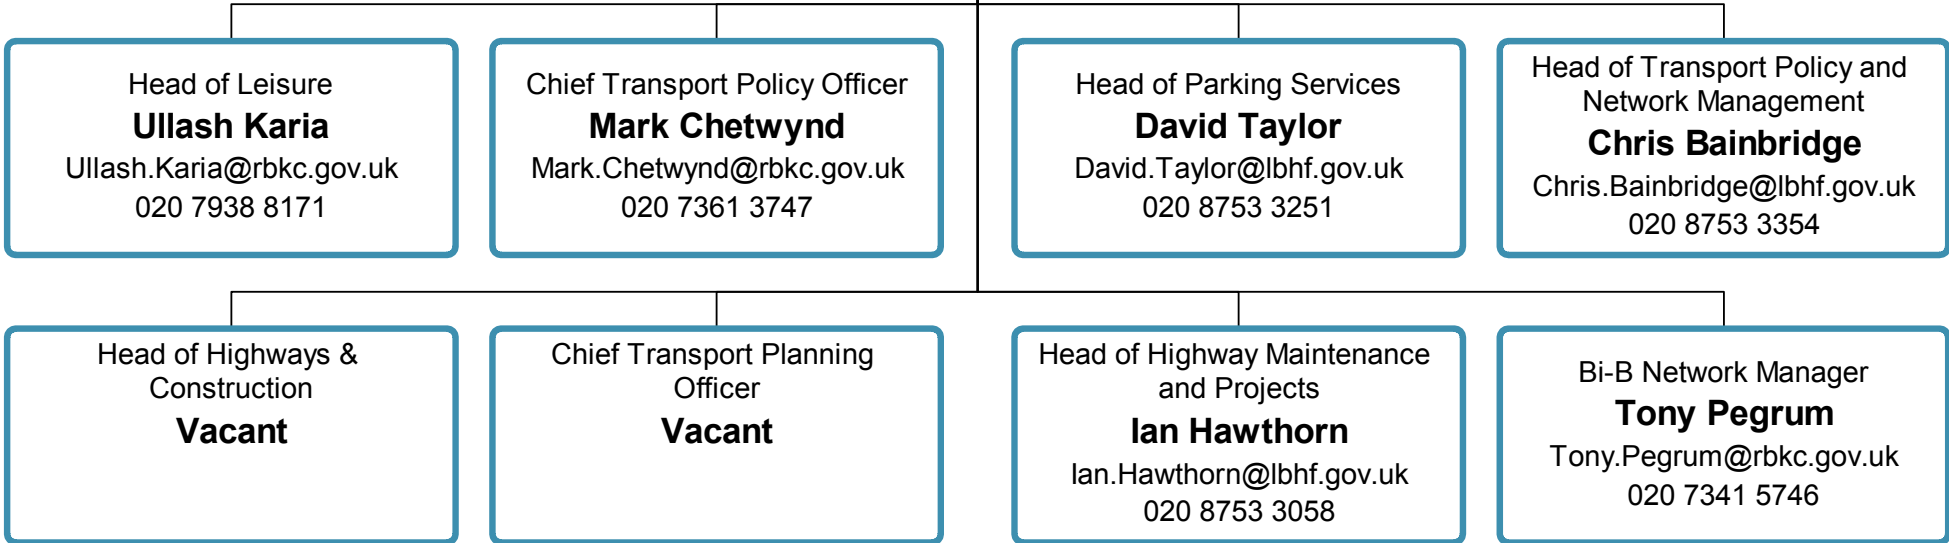 Head of Leisure
Ullash Karia
Ullash.Karia@rbkc.gov.uk
020 7938 8171
Chief Transport Policy Officer
Mark Chetwynd
Mark.Chetwynd@rbkc.gov.uk
020 7361 3747
Head of Parking Services
David Taylor
David.Taylor@lbhf.gov.uk
020 8753 3251
Head of Transport Policy and
Network Management
Chris Bainbridge
Chris.Bainbridge@lbhf.gov.uk
020 8753 3354
Head of Highways &
Construction
Vacant
Chief Transport Planning
Officer
Vacant
Head of Highway Maintenance
and Projects
Ian Hawthorn
Ian.Hawthorn@lbhf.gov.uk
020 8753 3058
Bi-B Network Manager
Tony Pegrum
Tony.Pegrum@rbkc.gov.uk
020 7341 5746